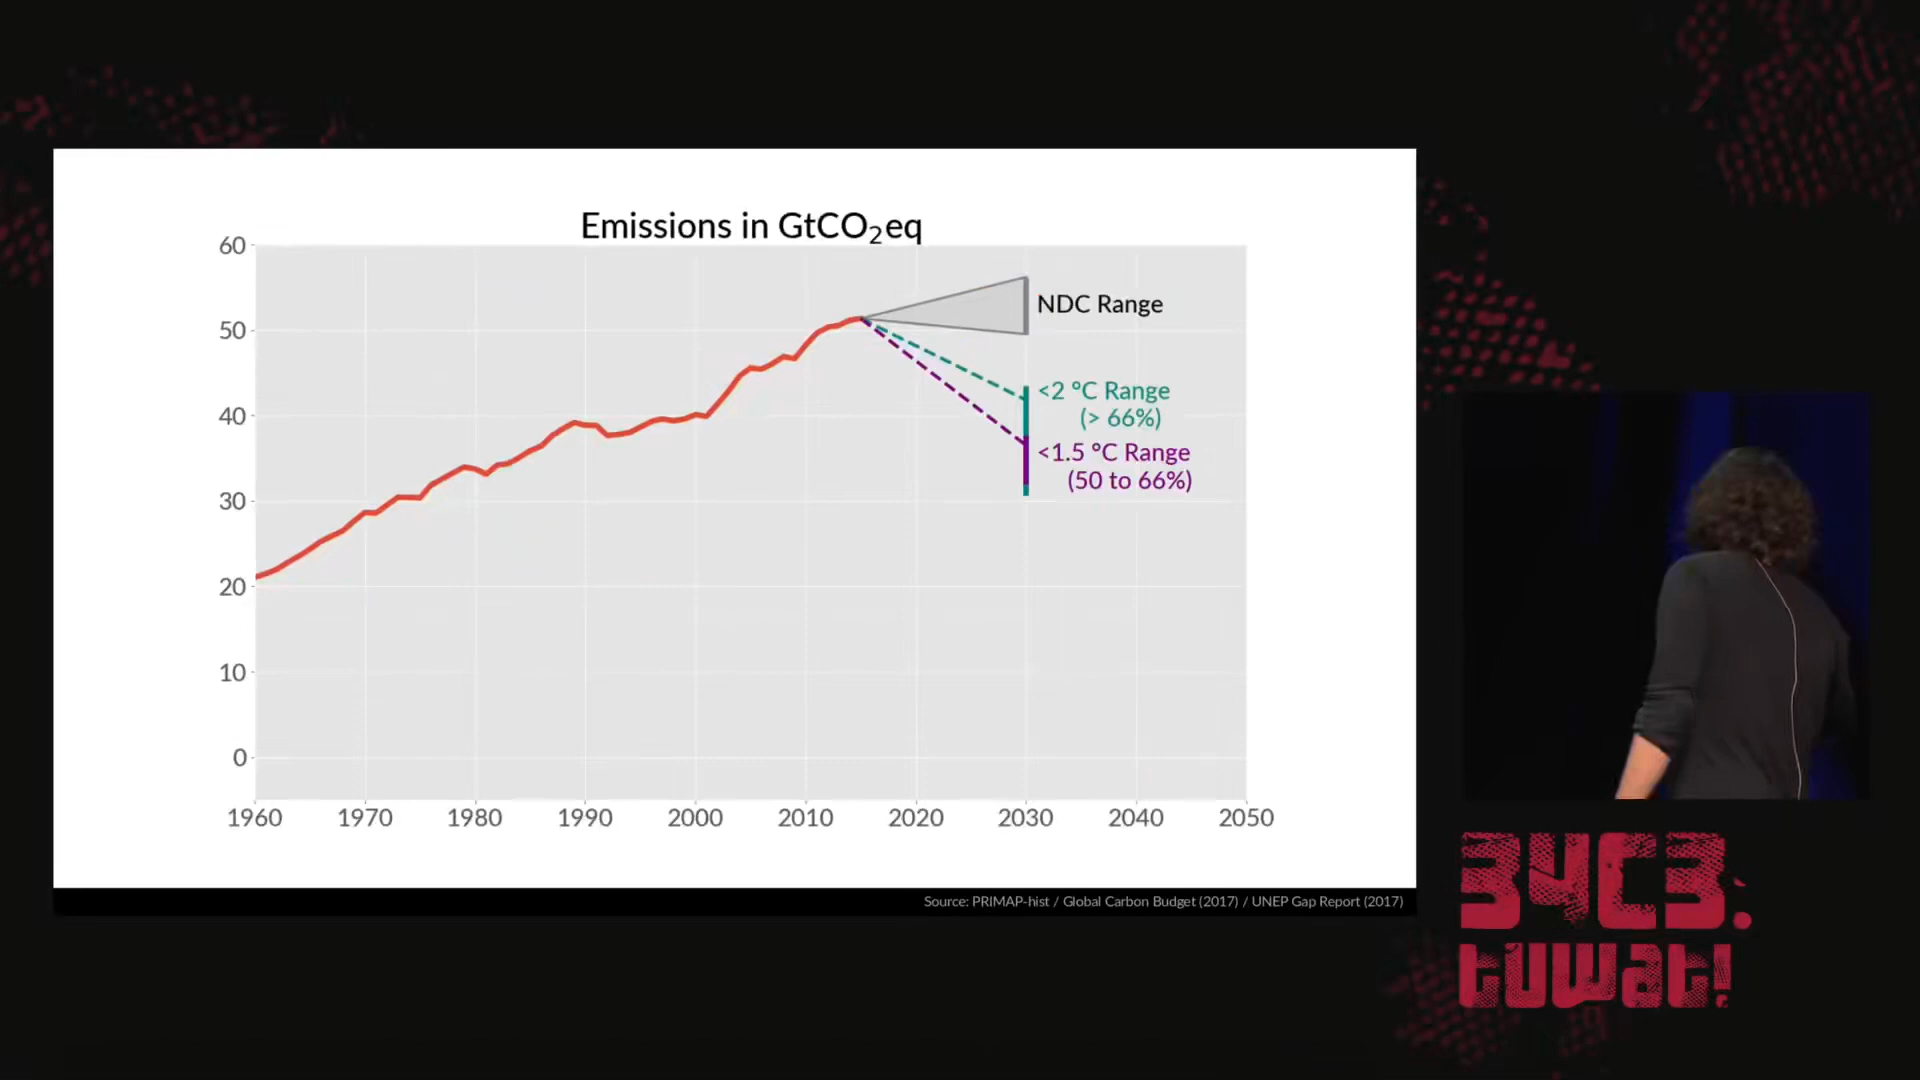 Emissions in GtCO₂eq
60
50
40
30
20
10
0
NDC Range
<2 °C Range
(> 66%)
<1.5 °C Range
(50 to 66%)
1960 1970 1980 1990 2000 2010 2020 2030 2040 2050
Source: PRIMAP-hist / Global Carbon Budget (2017) / UNEP Gap Report (2017)
34C3.
tuwat!